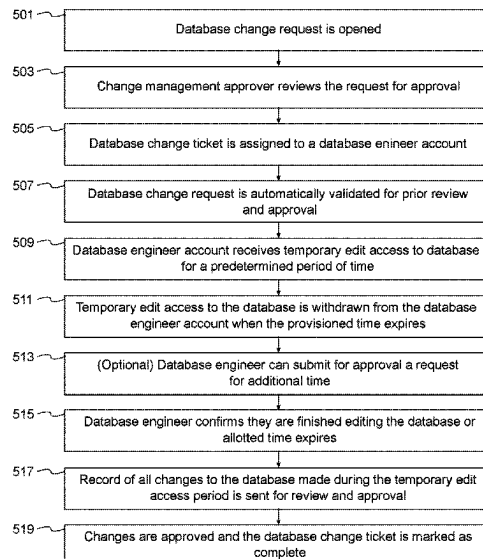 501
Database change request is opened
503
Change management approver reviews the request for approval
505
Database change ticket is assigned to a database enineer account
507
Database change request is automatically validated for prior review
and approval
509
Database engineer account receives temporary edit access to database
for a predetermined period of time
511
Temporary edit access to the database is withdrawn from the database
engineer account when the provisioned time expires
513
(Optional) Database engineer can submit for approval a request
for additional time
515
Database engineer confirms they are finished editing the database or
allotted time expires
517
Record of all changes to the database made during the temporary edit
access period is sent for review and approval
519
Changes are approved and the database change ticket is marked as
complete